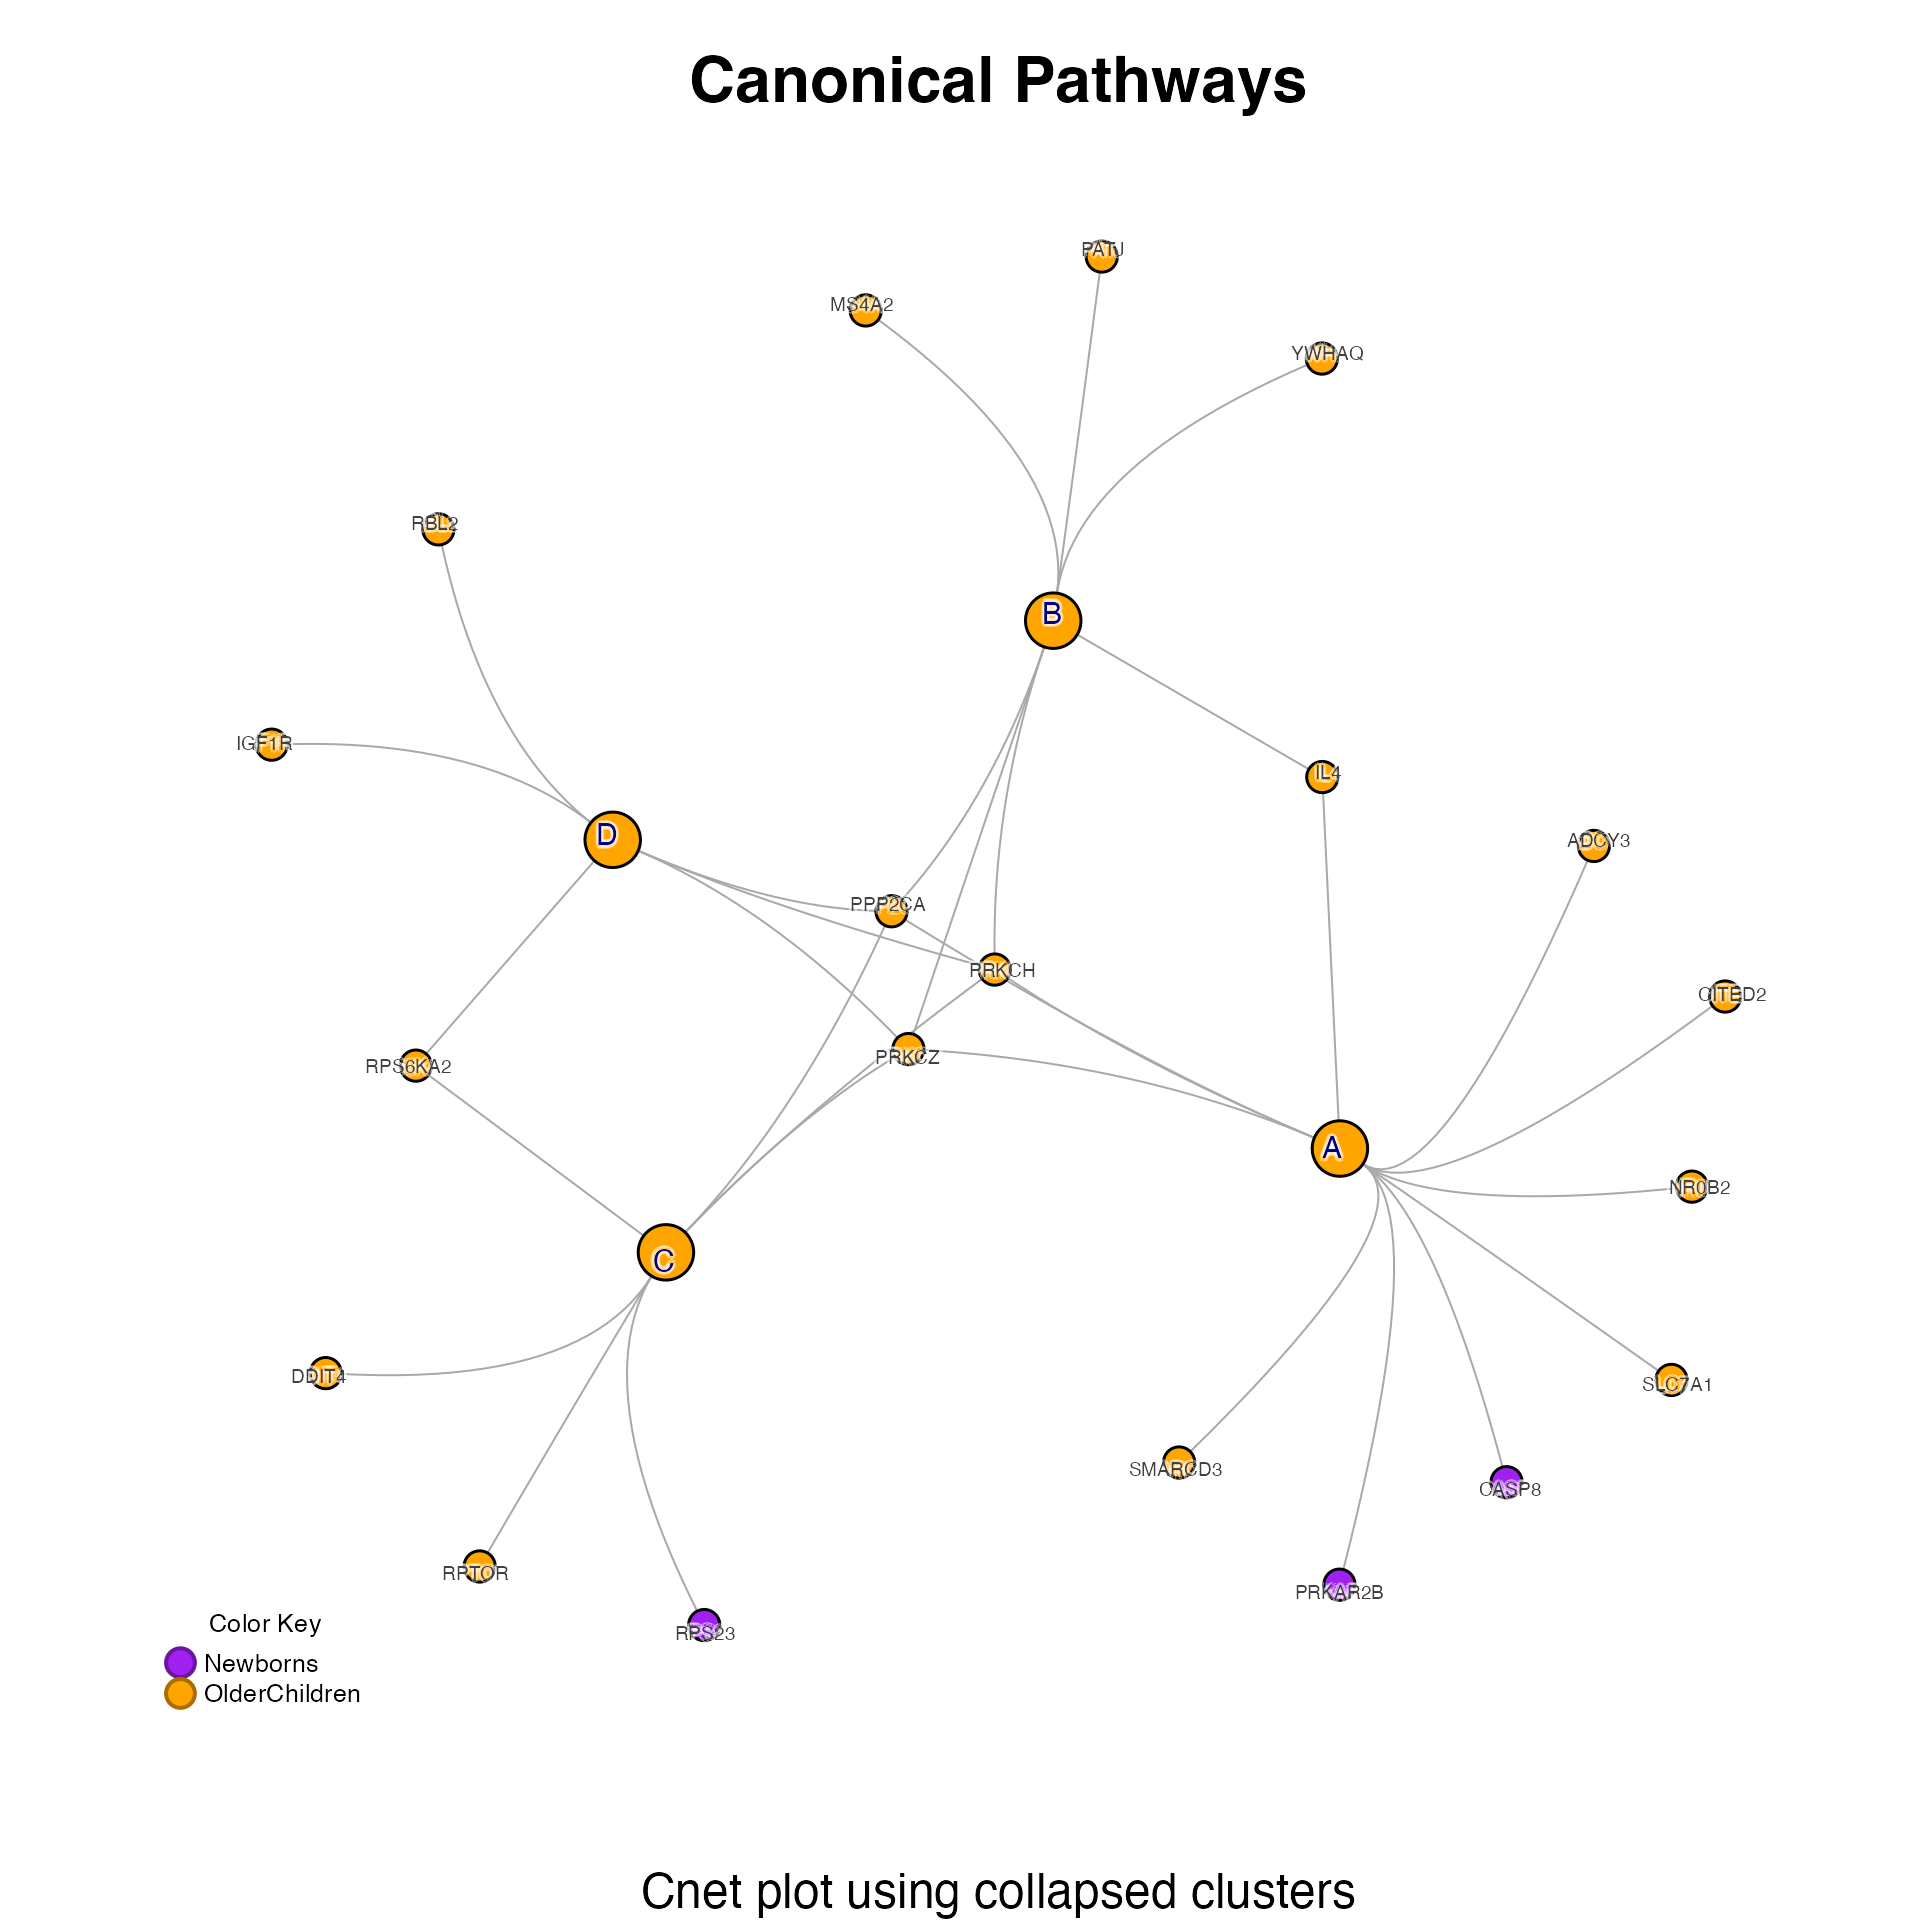 Canonical Pathways
PATJ
MS4A2
YWHAQ
RBL2
B
IGF1R
IL4
D
ADCY3
PPP2CA
PRKCH
CITED2
PRKCZ
RPS6KA2
A
NR0B2
C
DDIT4
SLC7A1
SMARCD3
CASP8
RPTOR
PRKAR2B
RPS23
Color Key
Newborns
OlderChildren
Cnet plot using collapsed clusters